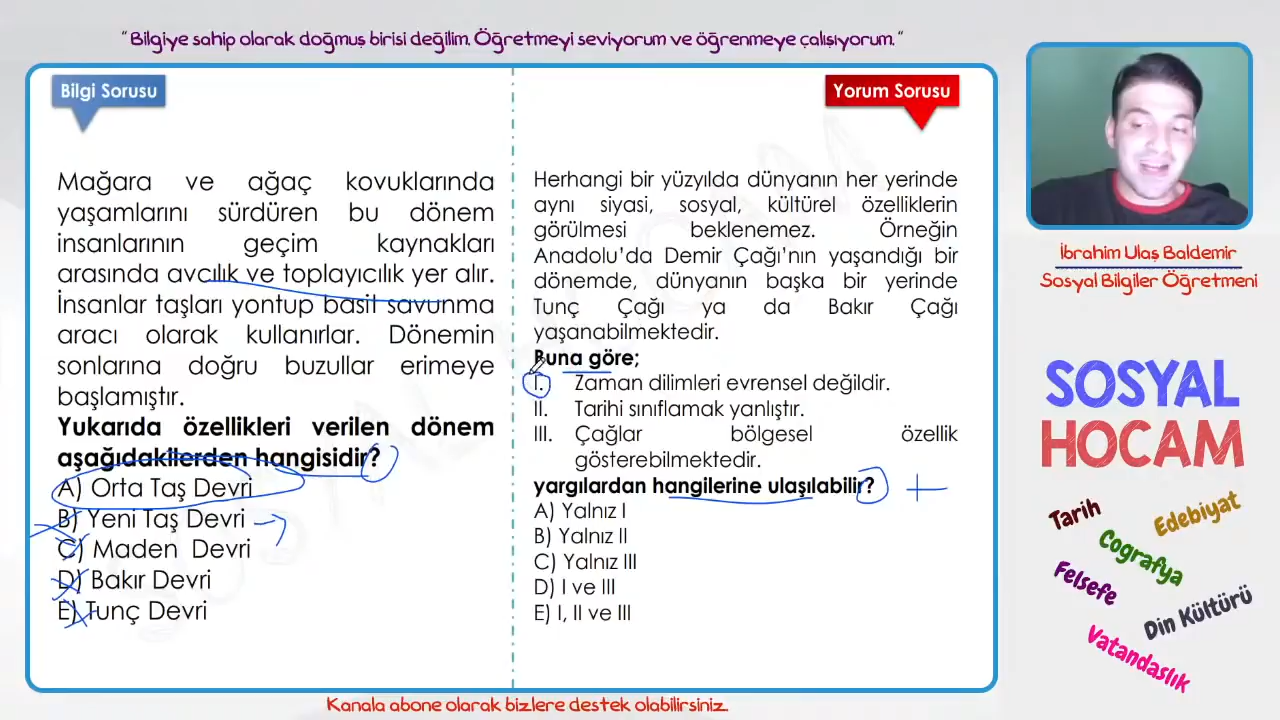 “Bilgiye sahip olarak doğmuş birisi değilim. Öğretmeyi seviyorum ve öğrenmeye çalışıyorum.”
Bilgi Sorusu
Mağara ve ağaç kovuklarında
yaşamlarını sürdüren bu dönem
insanlarının geçim kaynakları
arasında avcılık ve toplayıcılık yer alır.
İnsanlar taşları yontup basit savunma
aracı olarak kullanırlar. Dönemin
sonlarına doğru buzullar erimeye
başlamıştır.
Yukarıda özellikleri verilen dönem
aşağıdakilerden hangisidir?
A) Orta Taş Devri
B) Yeni Taş Devri
C) Maden Devri
D) Bakır Devri
E) Tunç Devri
Yorum Sorusu
Herhangi bir yüzyılda dünyanın her yerinde
aynı siyasi, sosyal, kültürel özelliklerin
görülmesi beklenemez. Örneğin
Anadolu’da Demir Çağı’nın yaşandığı bir
dönemde, dünyanın başka bir yerinde
Tunç Çağı ya da Bakır Çağı
yaşanabilmektedir.
Buna göre;
I. Zaman dilimleri evrensel değildir.
II. Tarihi sınıflamak yanlıştır.
III. Çağlar bölgesel özellik
gösterebilmektedir.
yargılardan hangilerine ulaşılabilir?
A) Yalnız I
B) Yalnız II
C) Yalnız III
D) I ve III
E) I, II ve III
İbrahim Ulaş Baldemir
Sosyal Bilgiler Öğretmeni
SOSYAL
HOCAM
Tarih
Edebiyat
Coğrafya
Felsefe
Din Kültürü
Vatandaşlık
Kanala abone olarak bizlere destek olabilirsiniz.